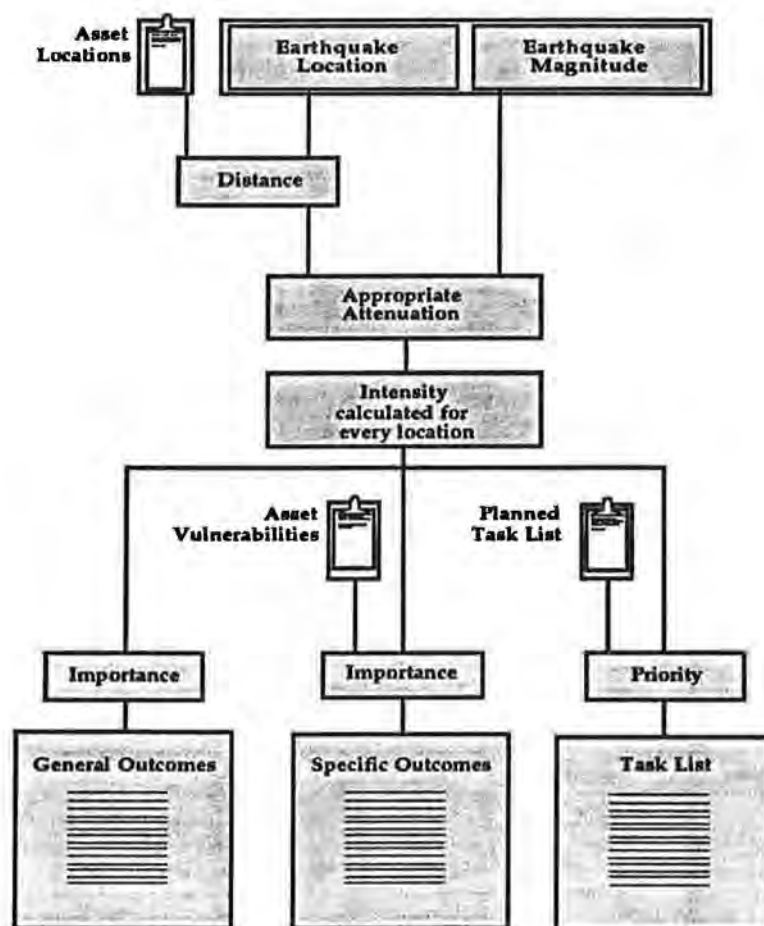 Asset
Locations
Earthquake
Location
Earthquake
Magnitude
Distance
Appropriate
Attenuation
Intensity
calculated for
every location
Asset
Vulnerabilities
Planned
Task List
Importance
Importance
Priority
General Outcomes
Specific Outcomes
Task List